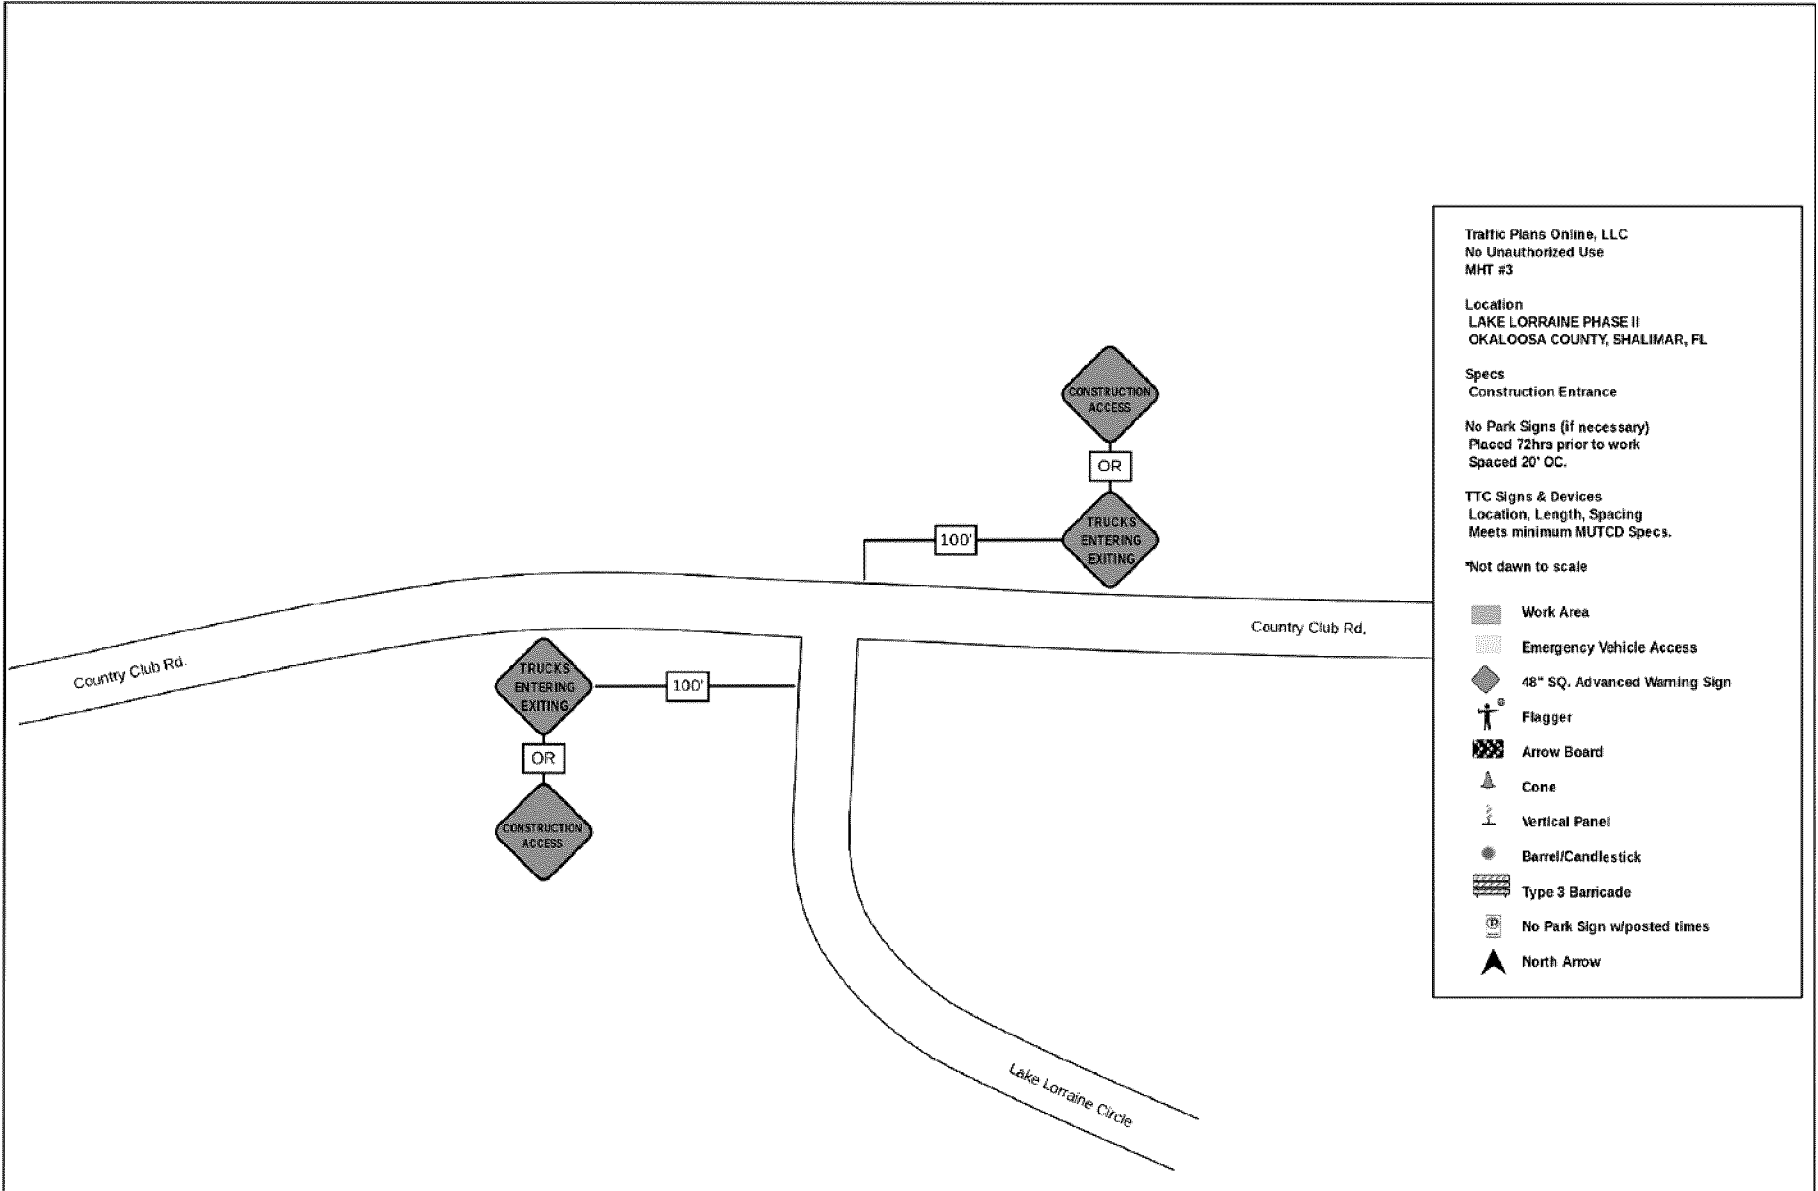 Traffic Plans Online, LLC
No Unauthorized Use
MHT #3
Location
LAKE LORRAINE PHASE II
OKALOOSA COUNTY, SHALIMAR, FL
Specs
Construction Entrance
No Park Signs (if necessary)
Placed 72hrs prior to work
Spaced 20' OC.
TTC Signs & Devices
Location, Length, Spacing
Meets minimum MUTCD Specs.
*Not dawn to scale
Work Area
Emergency Vehicle Access
48" SQ. Advanced Warning Sign
Flagger
Arrow Board
Cone
Vertical Panel
Barrel/Candlestick
Type 3 Barricade
No Park Sign w/posted times
North Arrow
CONSTRUCTION
ACCESS
OR
TRUCKS
ENTERING
EXITING
100'
Country Club Rd.
Country Club Rd.
TRUCKS
ENTERING
EXITING
100'
OR
CONSTRUCTION
ACCESS
Lake Lorraine Circle